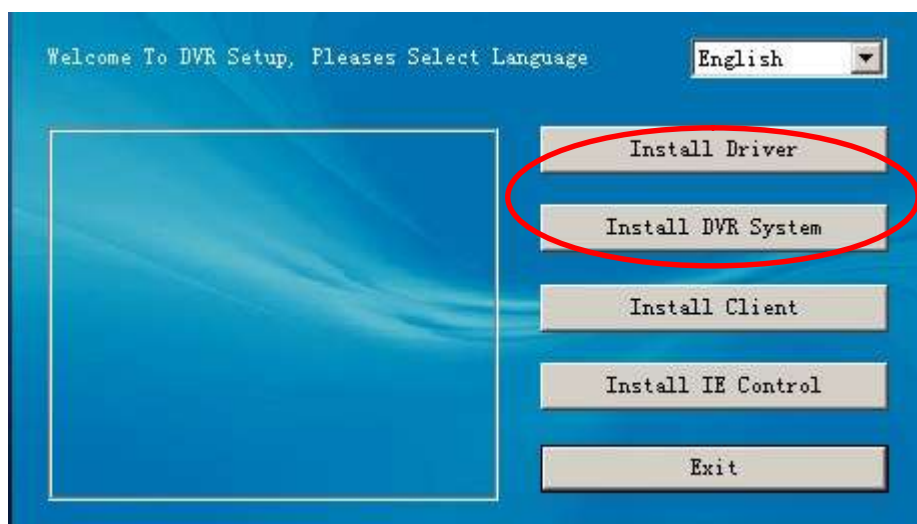 Welcome To DVR Setup, Pleases Select Language
English
Install Driver
Install DVR System
Install Client
Install IE Control
Exit